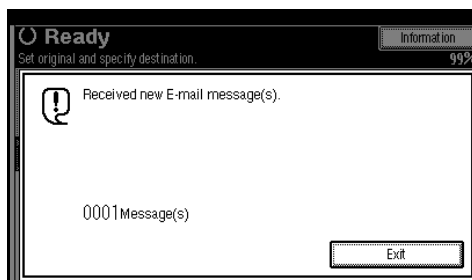 Ready
Information
Set original and specify destination.
99%
Received new E-mail message(s).
0001Message(s)
Exit